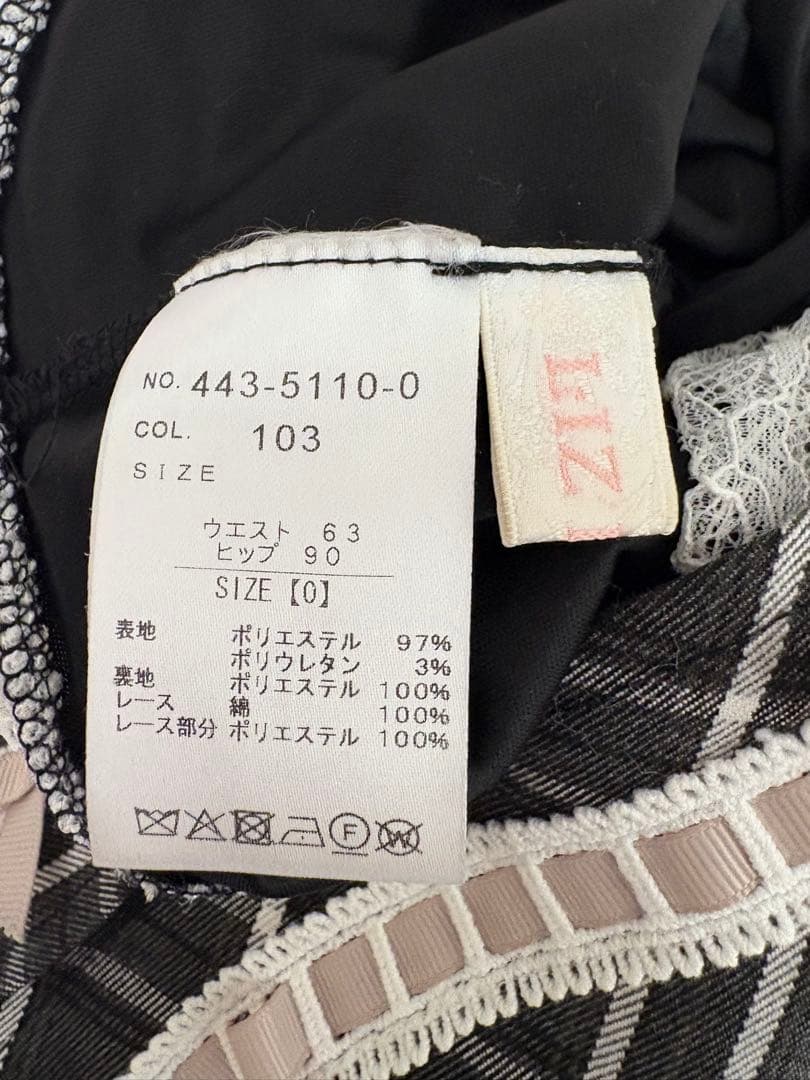 NO. 443-5110-0
COL. 103
SIZE
ウエスト 63
ヒップ 90
SIZE【0】
表地 ポリエステル 97%
ポリウレタン 3%
裏地 ポリエステル 100%
レース 綿 100%
レース部分 ポリエステル 100%
F W
LIZ